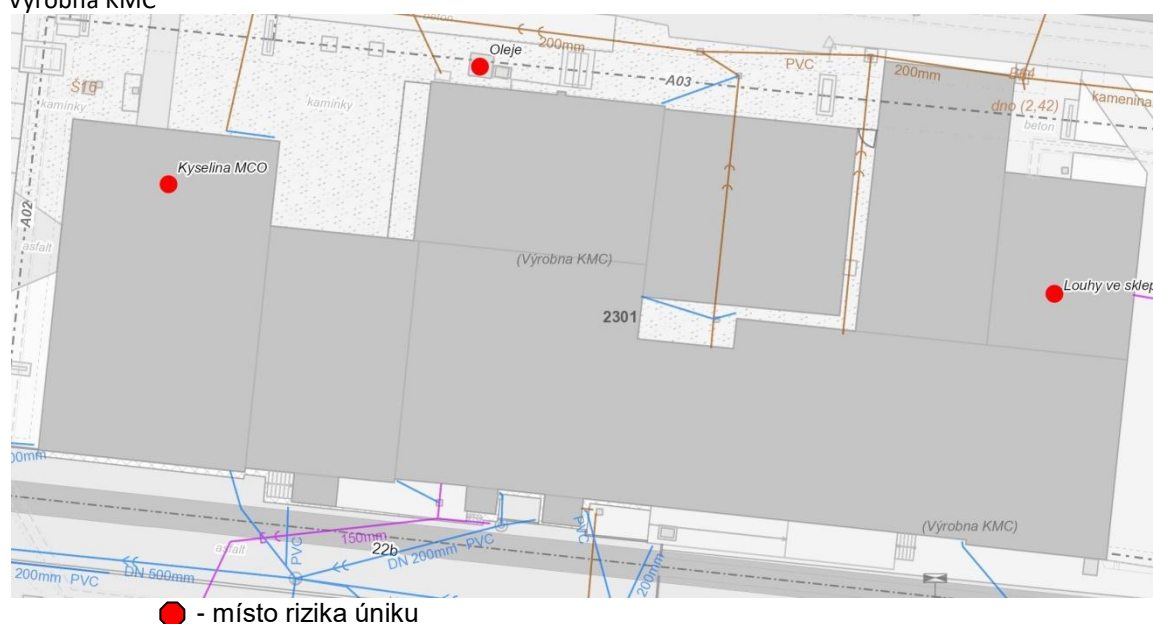 Výrobna KMC
beton
Oleje
200mm
PVC
200mm
Š16
kamínky
kamínky
A03
dno (2,42)
kamenina
beton
Kyselina MCO
A02
asfalt
(Výrobna KMC)
Louhy ve sklep
2301
00mm
(Výrobna KMC)
asfalt
150mm
22b
PVC
PVC
DN 200mm PVC
DN 500mm
200mm PVC
200mm
- místo rizika úniku